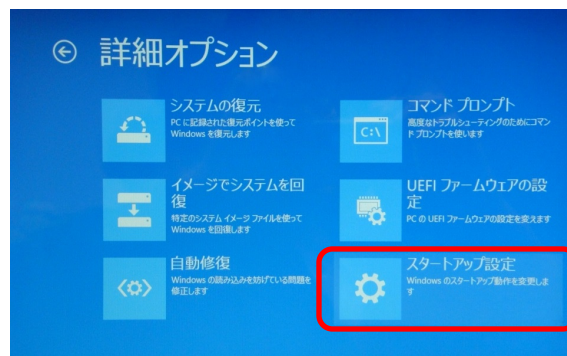 詳細オプション
システムの復元
PC に記録された復元ポイントを使って
Windows を復元します
コマンド プロンプト
高度なトラブルシューティングのためにコマン
ド プロンプトを使います
C:\
イメージでシステムを回
復
特定のシステム イメージ ファイルを使って
Windows を回復します
UEFI ファームウェアの設
定
PC の UEFI ファームウェアの設定を変えます
自動修復
Windows の読み込みを妨げている問題を
修正します
スタートアップ設定
Windows のスタートアップ動作を変更しま
す